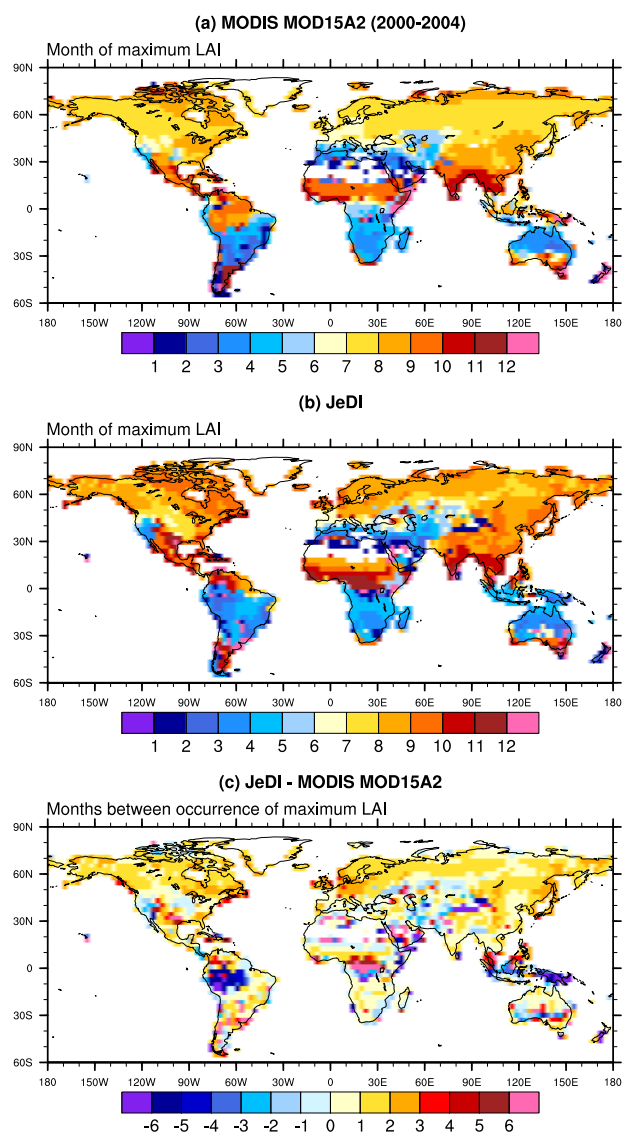 (a) MODIS MOD15A2 (2000-2004)
Month of maximum LAI
90N
60N
30N
0
30S
60S
180 150W 120W 90W 60W 30W 0 30E 60E 90E 120E 150E 180
1 2 3 4 5 6 7 8 9 10 11 12
(b) JeDI
Month of maximum LAI
90N
60N
30N
0
30S
60S
180 150W 120W 90W 60W 30W 0 30E 60E 90E 120E 150E 180
1 2 3 4 5 6 7 8 9 10 11 12
(c) JeDI - MODIS MOD15A2
Months between occurrence of maximum LAI
90N
60N
30N
0
30S
60S
180 150W 120W 90W 60W 30W 0 30E 60E 90E 120E 150E 180
-6 -5 -4 -3 -2 -1 0 1 2 3 4 5 6